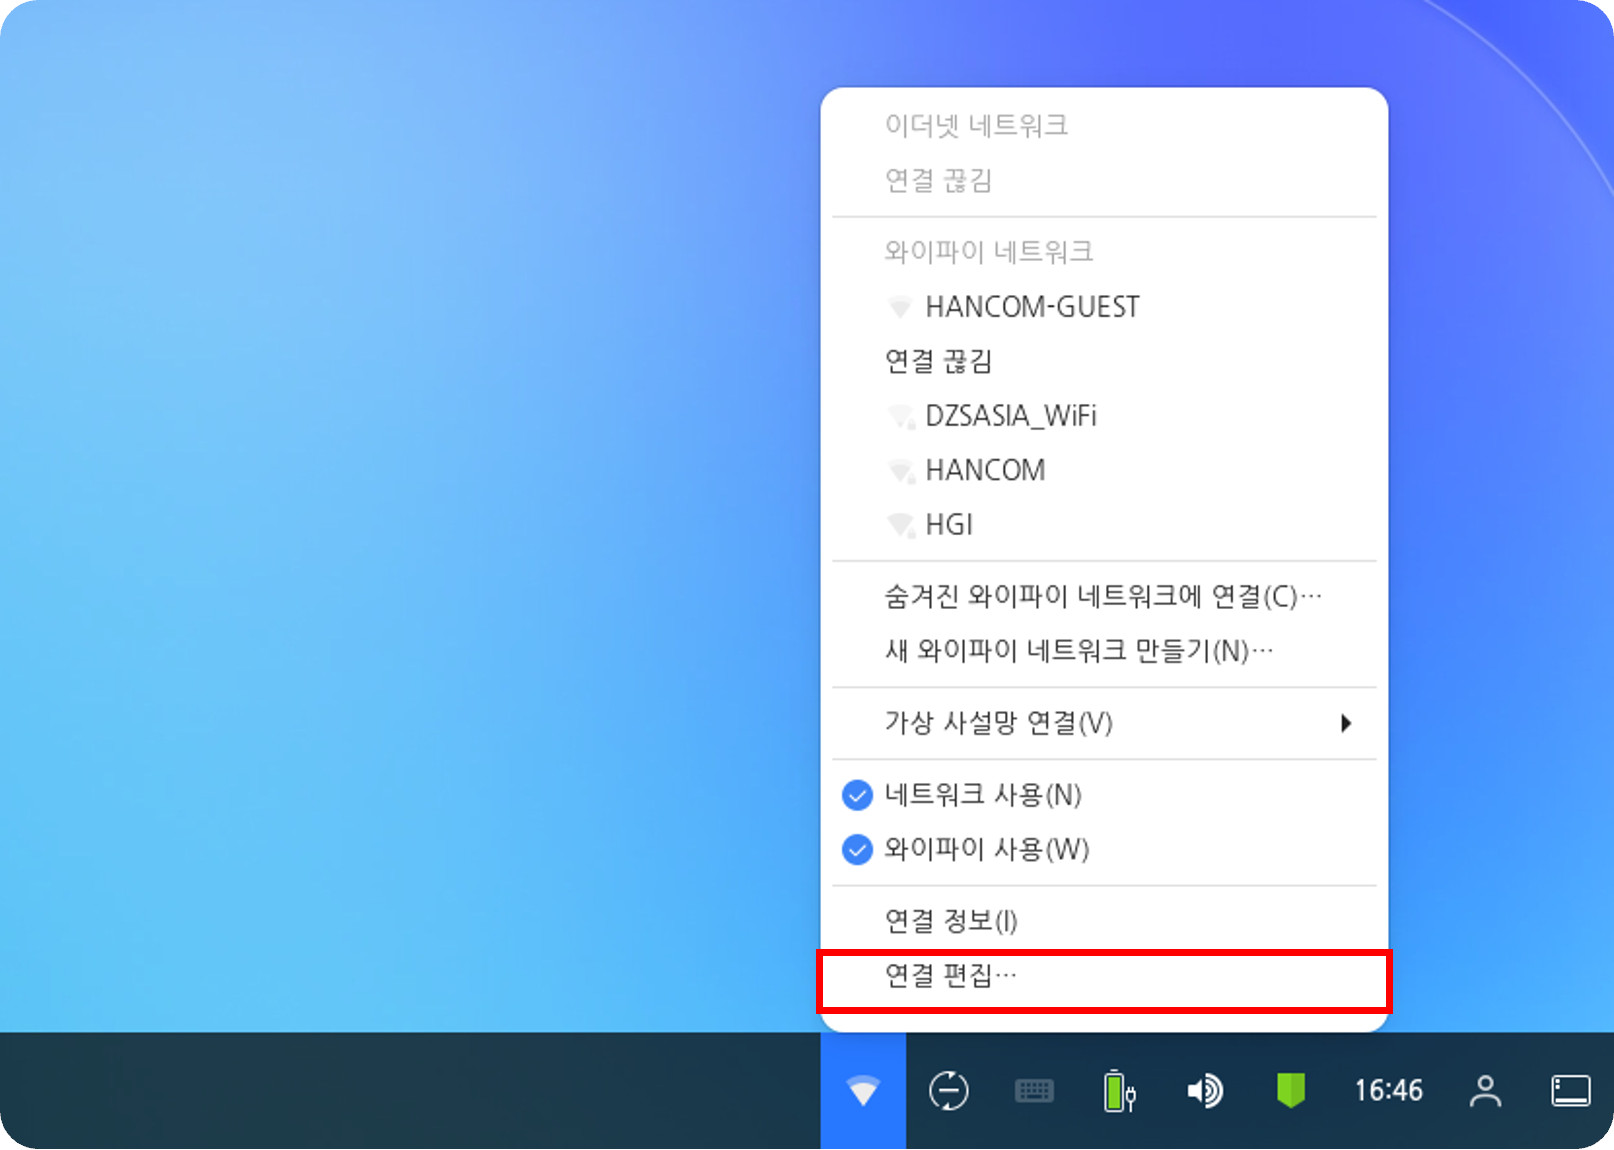 이더넷 네트워크
연결 끊김
와이파이 네트워크
HANCOM-GUEST
연결 끊김
DZSASIA_WiFi
HANCOM
HGI
숨겨진 와이파이 네트워크에 연결(C)…
새 와이파이 네트워크 만들기(N)…
가상 사설망 연결(V)
네트워크 사용(N)
와이파이 사용(W)
연결 정보(I)
연결 편집…
16:46